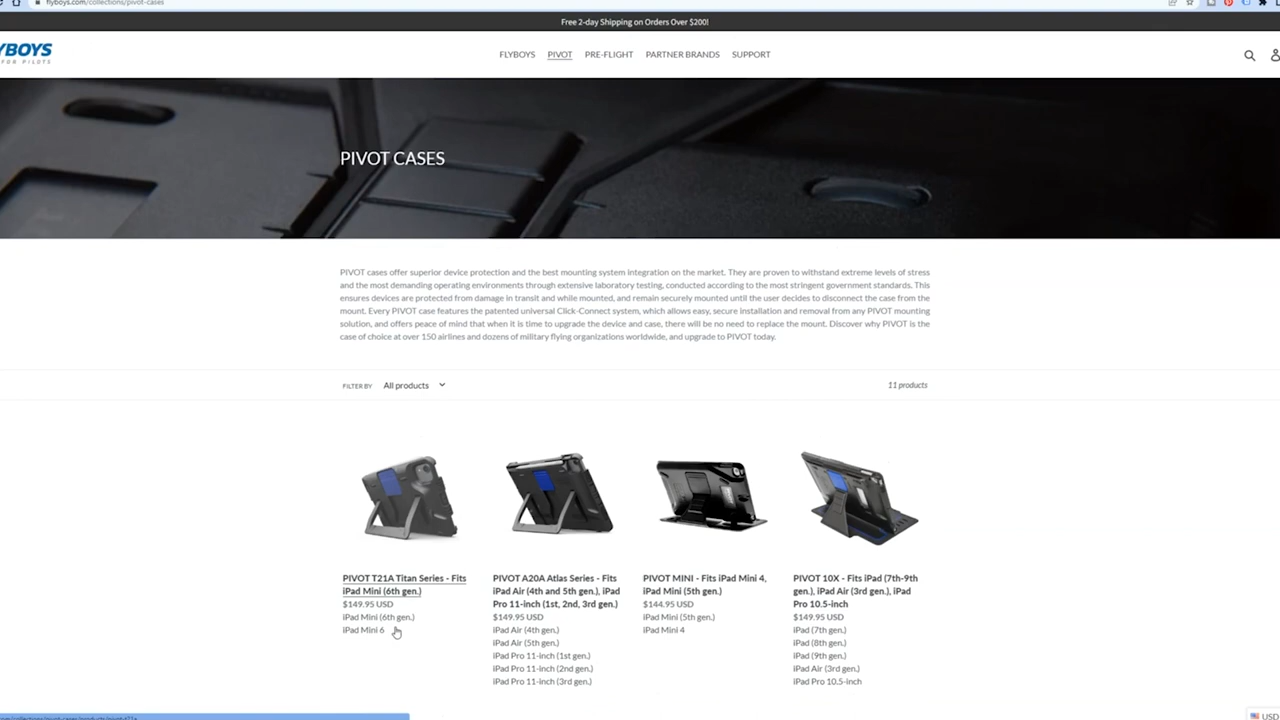 flyboys.com/collections/pivot-cases
Free 2-day Shipping on Orders Over $200!
YBOYS
FOR PILOTS
FLYBOYS PIVOT PRE-FLIGHT PARTNER BRANDS SUPPORT
PIVOT CASES
PIVOT cases offer superior device protection and the best mounting system integration on the market. They are proven to withstand extreme levels of stress
and the most demanding operating environments through extensive laboratory testing, conducted according to the most stringent government standards. This
ensures devices are protected from damage in transit and while mounted, and remain securely mounted until the user decides to disconnect the case from the
mount. Every PIVOT case features the patented universal Click-Connect system, which allows easy, secure installation and removal from any PIVOT mounting
solution, and offers peace of mind that when it is time to upgrade the device and case, there will be no need to replace the mount. Discover why PIVOT is the
case of choice at over 150 airlines and dozens of military flying organizations worldwide, and upgrade to PIVOT today.
FILTER BY All products 11 products
PIVOT T21A Titan Series - Fits
iPad Mini (6th gen.)
$149.95 USD
iPad Mini (6th gen.)
iPad Mini 6
PIVOT A20A Atlas Series - Fits
iPad Air (4th and 5th gen.), iPad
Pro 11-inch (1st, 2nd, 3rd gen.)
$149.95 USD
iPad Air (4th gen.)
iPad Air (5th gen.)
iPad Pro 11-inch (1st gen.)
iPad Pro 11-inch (2nd gen.)
iPad Pro 11-inch (3rd gen.)
PIVOT MINI - Fits iPad Mini 4,
iPad Mini (5th gen.)
$144.95 USD
iPad Mini (5th gen.)
iPad Mini 4
PIVOT 10X - Fits iPad (7th-9th
gen.), iPad Air (3rd gen.), iPad
Pro 10.5-inch
$149.95 USD
iPad (7th gen.)
iPad (8th gen.)
iPad (9th gen.)
iPad Air (3rd gen.)
iPad Pro 10.5-inch
USD